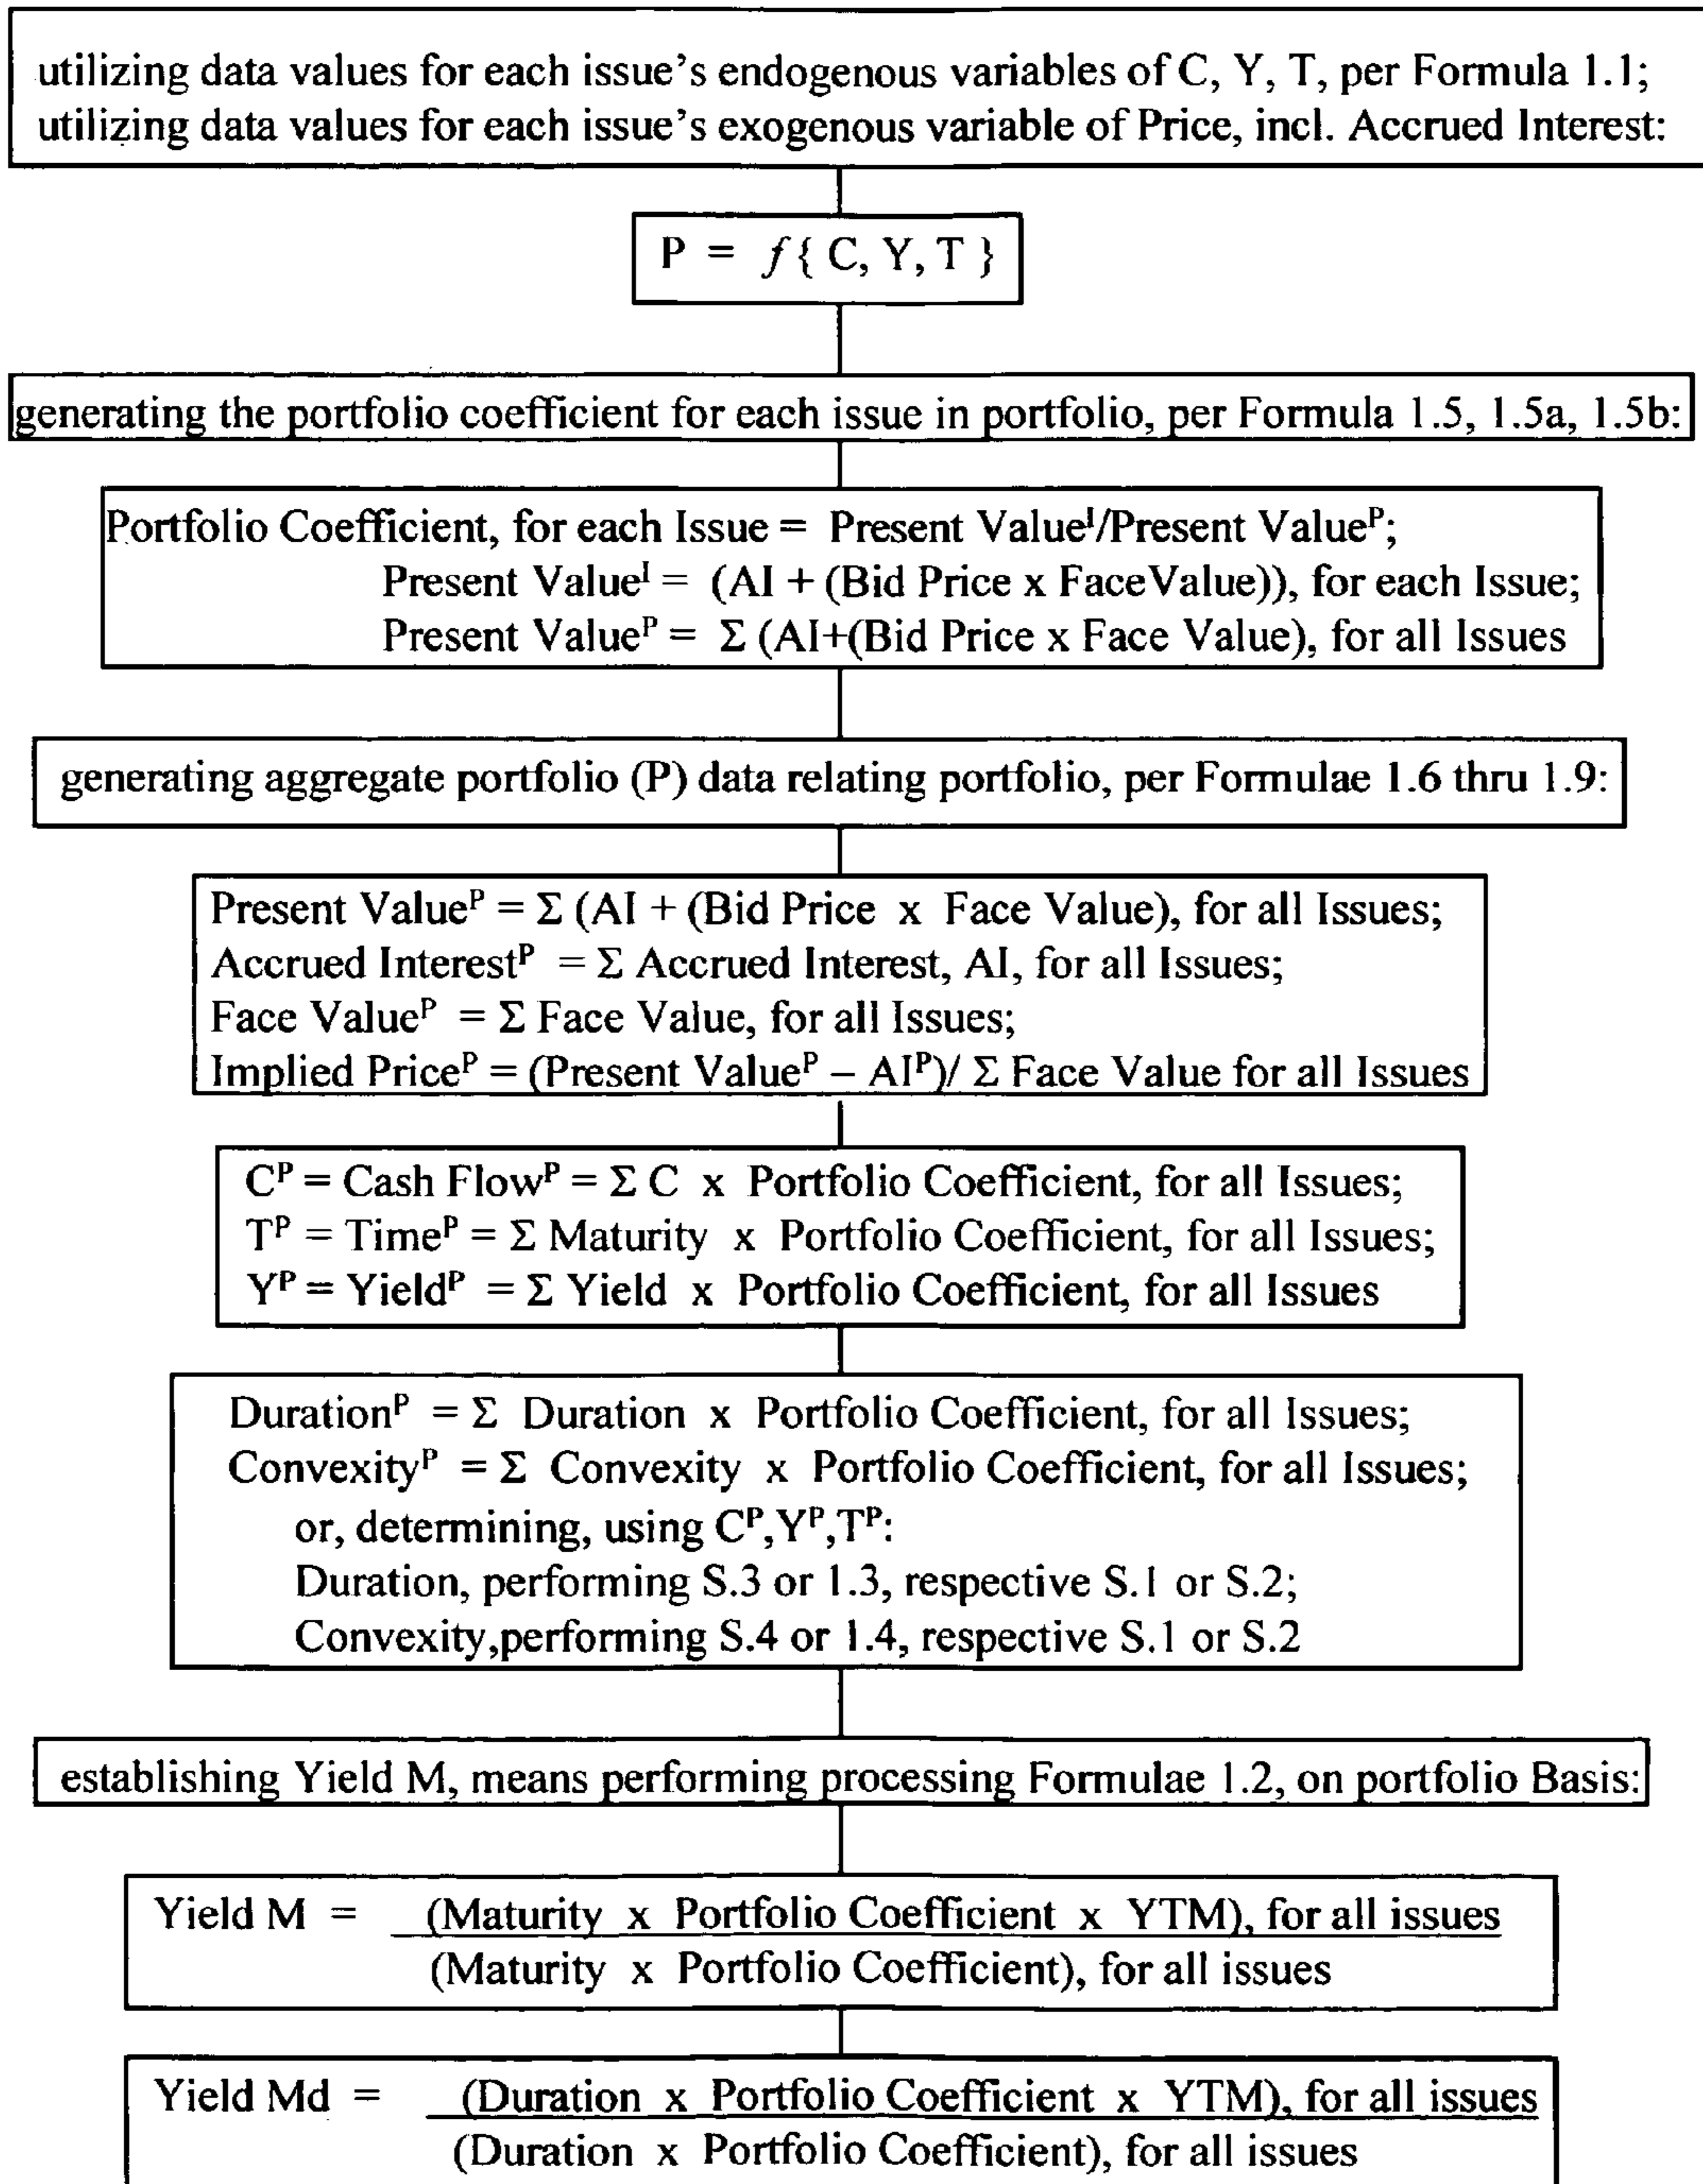 utilizing data values for each issue's endogenous variables of C, Y, T, per Formula 1.1;
utilizing data values for each issue's exogenous variable of Price, incl. Accrued Interest:
P = f{ C, Y, T }
generating the portfolio coefficient for each issue in portfolio, per Formula 1.5, 1.5a, 1.5b:
Portfolio Coefficient, for each Issue = Present Valueᴵ/Present Valueᴾ;
Present Valueᴵ = (AI + (Bid Price x FaceValue)), for each Issue;
Present Valueᴾ = Σ (AI+(Bid Price x Face Value), for all Issues
generating aggregate portfolio (P) data relating portfolio, per Formulae 1.6 thru 1.9:
Present Valueᴾ = Σ (AI + (Bid Price x Face Value), for all Issues;
Accrued Interestᴾ = Σ Accrued Interest, AI, for all Issues;
Face Valueᴾ = Σ Face Value, for all Issues;
Implied Priceᴾ = (Present Valueᴾ – AIᴾ)/ Σ Face Value for all Issues
Cᴾ = Cash Flowᴾ = Σ C x Portfolio Coefficient, for all Issues;
Tᴾ = Timeᴾ = Σ Maturity x Portfolio Coefficient, for all Issues;
Yᴾ = Yieldᴾ = Σ Yield x Portfolio Coefficient, for all Issues
Durationᴾ = Σ Duration x Portfolio Coefficient, for all Issues;
Convexityᴾ = Σ Convexity x Portfolio Coefficient, for all Issues;
or, determining, using Cᴾ,Yᴾ,Tᴾ:
Duration, performing S.3 or 1.3, respective S.1 or S.2;
Convexity,performing S.4 or 1.4, respective S.1 or S.2
establishing Yield M, means performing processing Formulae 1.2, on portfolio Basis:
Yield M = (Maturity x Portfolio Coefficient x YTM), for all issues
(Maturity x Portfolio Coefficient), for all issues
Yield Md = (Duration x Portfolio Coefficient x YTM), for all issues
(Duration x Portfolio Coefficient), for all issues